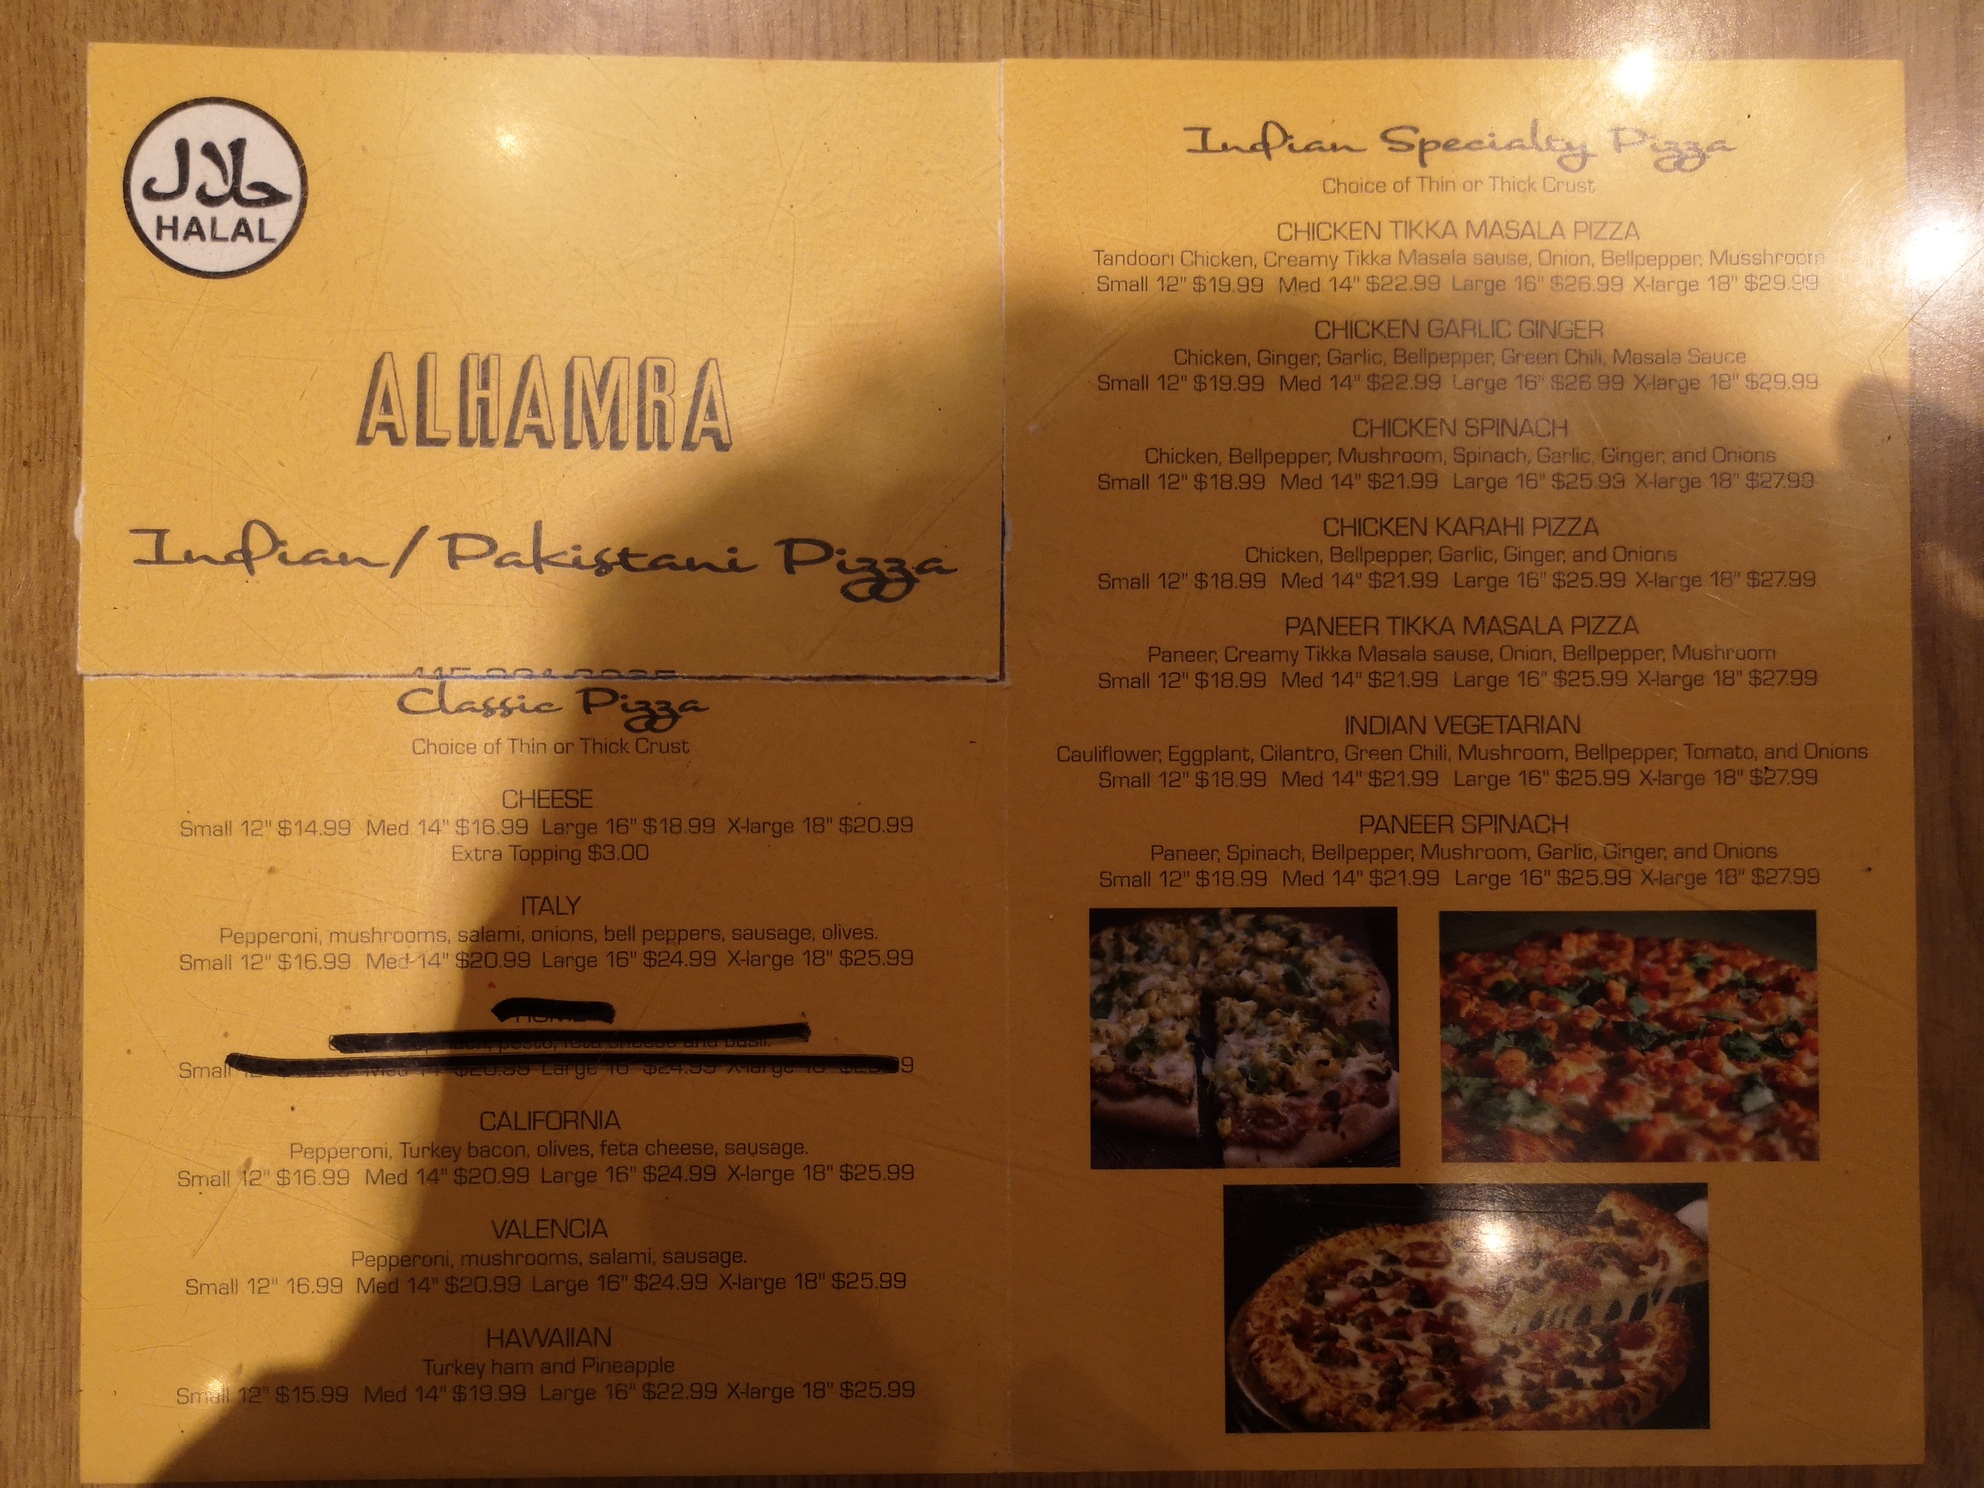 حلال
HALAL
ALHAMRA
Indian/Pakistani Pizza
Classic Pizza
Choice of Thin or Thick Crust
CHEESE
Small 12" $14.99 Med 14" $16.99 Large 16" $18.99 X-large 18" $20.99
Extra Topping $3.00
ITALY
Pepperoni, mushrooms, salami, onions, bell peppers, sausage, olives.
Small 12" $16.99 Med 14" $20.99 Large 16" $24.99 X-large 18" $25.99
pesto, feta cheese and basil.
Small Med 14" $20.99 Large 16" $24.99 X-large 18"
CALIFORNIA
Pepperoni, Turkey bacon, olives, feta cheese, sausage.
Small 12" $16.99 Med 14" $20.99 Large 16" $24.99 X-large 18" $25.99
VALENCIA
Pepperoni, mushrooms, salami, sausage.
Small 12" 16.99 Med 14" $20.99 Large 16" $24.99 X-large 18" $25.99
HAWAIIAN
Turkey ham and Pineapple
Small 12" $15.99 Med 14" $19.99 Large 16" $22.99 X-large 18" $25.99
Indian Specialty Pizza
Choice of Thin or Thick Crust
CHICKEN TIKKA MASALA PIZZA
Tandoori Chicken, Creamy Tikka Masala sause, Onion, Bellpepper, Musshroom
Small 12" $19.99 Med 14" $22.99 Large 16" $26.99 X-large 18" $29.99
CHICKEN GARLIC GINGER
Chicken, Ginger, Garlic, Bellpepper, Green Chili, Masala Sauce
Small 12" $19.99 Med 14" $22.99 Large 16" $26.99 X-large 18" $29.99
CHICKEN SPINACH
Chicken, Bellpepper, Mushroom, Spinach, Garlic, Ginger, and Onions
Small 12" $18.99 Med 14" $21.99 Large 16" $25.99 X-large 18" $27.99
CHICKEN KARAHI PIZZA
Chicken, Bellpepper, Garlic, Ginger, and Onions
Small 12" $18.99 Med 14" $21.99 Large 16" $25.99 X-large 18" $27.99
PANEER TIKKA MASALA PIZZA
Paneer, Creamy Tikka Masala sause, Onion, Bellpepper, Mushroom
Small 12" $18.99 Med 14" $21.99 Large 16" $25.99 X-large 18" $27.99
INDIAN VEGETARIAN
Cauliflower, Eggplant, Cilantro, Green Chili, Mushroom, Bellpepper, Tomato, and Onions
Small 12" $18.99 Med 14" $21.99 Large 16" $25.99 X-large 18" $27.99
PANEER SPINACH
Paneer, Spinach, Bellpepper, Mushroom, Garlic, Ginger, and Onions
Small 12" $18.99 Med 14" $21.99 Large 16" $25.99 X-large 18" $27.99